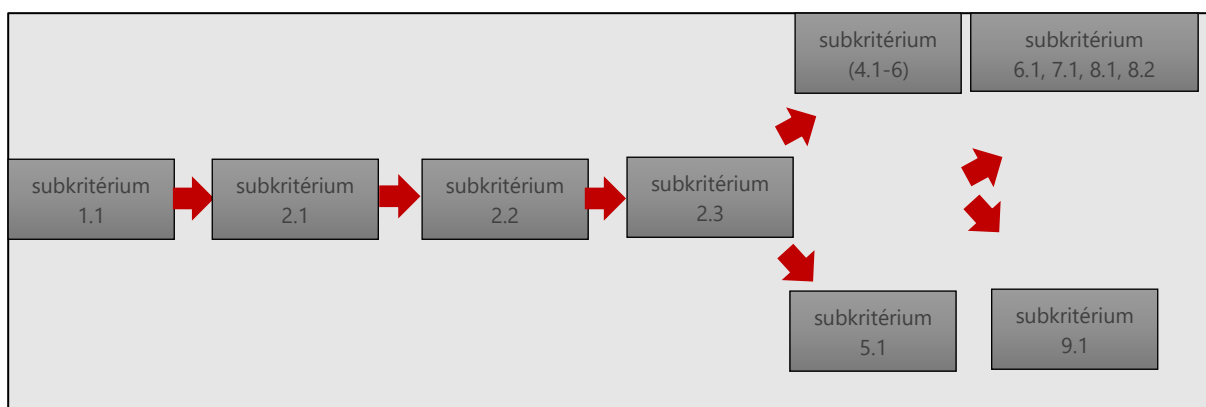 subkritérium
(4.1-6)
subkritérium
6.1, 7.1, 8.1, 8.2
subkritérium
1.1
subkritérium
2.1
subkritérium
2.2
subkritérium
2.3
subkritérium
5.1
subkritérium
9.1